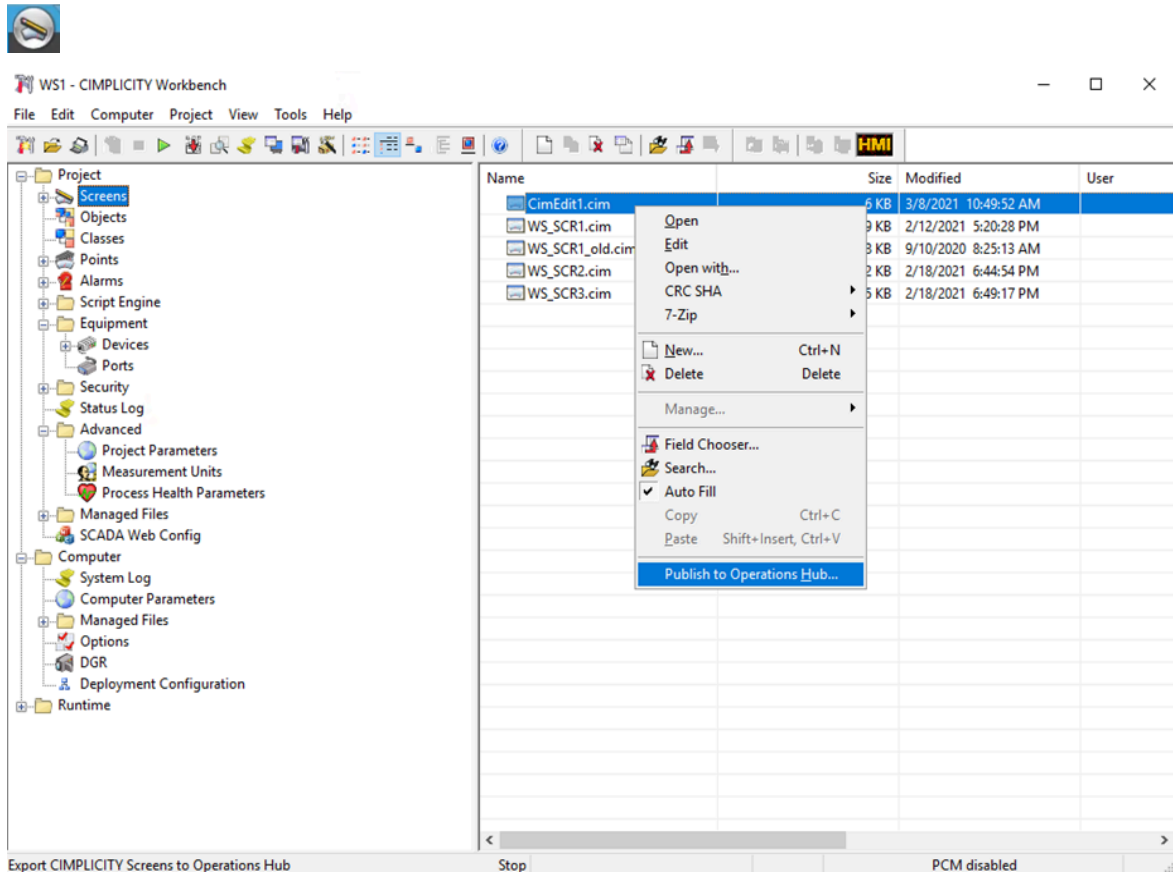 WS1 - CIMPLICITY Workbench
File Edit Computer Project View Tools Help
HMI
Project
Screens
Objects
Classes
Points
Alarms
Script Engine
Equipment
Devices
Ports
Security
Status Log
Advanced
Project Parameters
Measurement Units
Process Health Parameters
Managed Files
SCADA Web Config
Computer
System Log
Computer Parameters
Managed Files
Options
DGR
Deployment Configuration
Runtime
Name Size Modified User
CimEdit1.cim 6 KB 3/8/2021 10:49:52 AM
WS_SCR1.cim 9 KB 2/12/2021 5:20:28 PM
WS_SCR1_old.cim 3 KB 9/10/2020 8:25:13 AM
WS_SCR2.cim 2 KB 2/18/2021 6:44:54 PM
WS_SCR3.cim KB 2/18/2021 6:49:17 PM
Open
Edit
Open with...
CRC SHA
7-Zip
New... Ctrl+N
Delete Delete
Manage...
Field Chooser...
Search...
Auto Fill
Copy Ctrl+C
Paste Shift+Insert, Ctrl+V
Publish to Operations Hub...
Export CIMPLICITY Screens to Operations Hub Stop PCM disabled